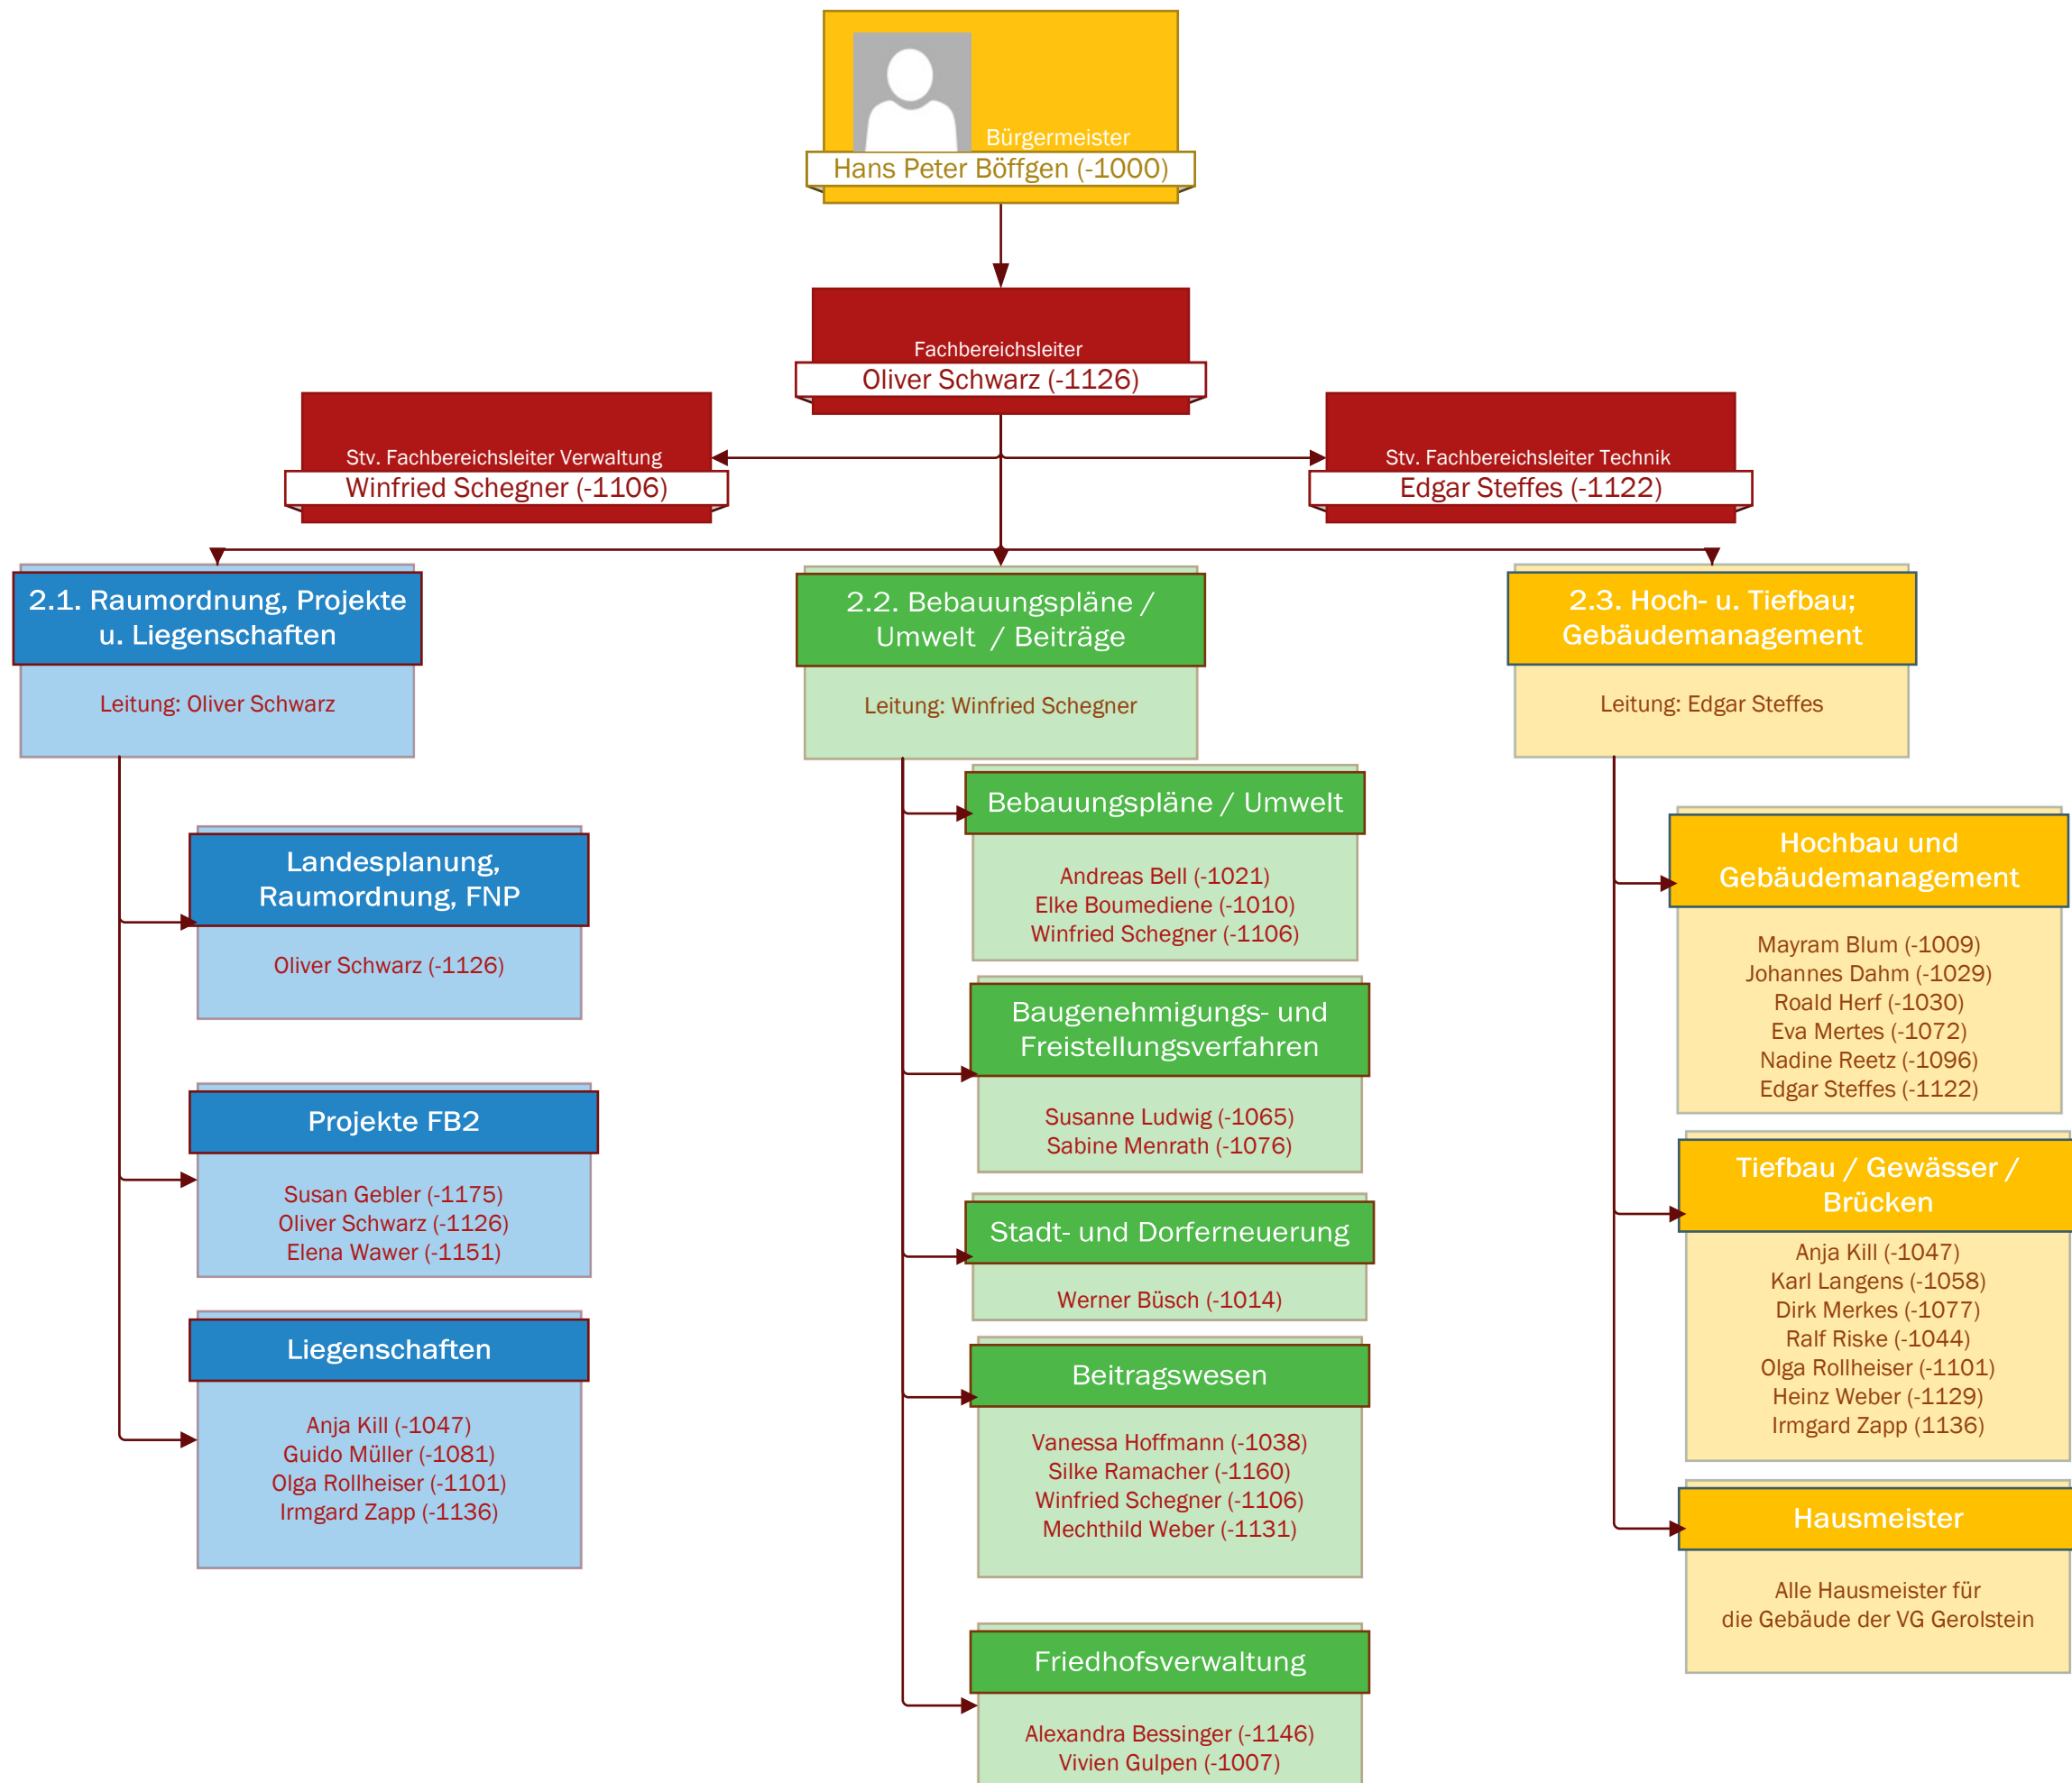 Bürgermeister
Hans Peter Böffgen (-1000)
Fachbereichsleiter
Oliver Schwarz (-1126)
Stv. Fachbereichsleiter Verwaltung
Winfried Schegner (-1106)
Stv. Fachbereichsleiter Technik
Edgar Steffes (-1122)
2.1. Raumordnung, Projekte
u. Liegenschaften
Leitung: Oliver Schwarz
Landesplanung,
Raumordnung, FNP
Oliver Schwarz (-1126)
Projekte FB2
Susan Gebler (-1175)
Oliver Schwarz (-1126)
Elena Wawer (-1151)
Liegenschaften
Anja Kill (-1047)
Guido Müller (-1081)
Olga Rollheiser (-1101)
Irmgard Zapp (-1136)
2.2. Bebauungspläne /
Umwelt / Beiträge
Leitung: Winfried Schegner
Bebauungspläne / Umwelt
Andreas Bell (-1021)
Elke Boumediene (-1010)
Winfried Schegner (-1106)
Baugenehmigungs- und
Freistellungsverfahren
Susanne Ludwig (-1065)
Sabine Menrath (-1076)
Stadt- und Dorferneuerung
Werner Büsch (-1014)
Beitragswesen
Vanessa Hoffmann (-1038)
Silke Ramacher (-1160)
Winfried Schegner (-1106)
Mechthild Weber (-1131)
Friedhofsverwaltung
Alexandra Bessinger (-1146)
Vivien Gulpen (-1007)
2.3. Hoch- u. Tiefbau;
Gebäudemanagement
Leitung: Edgar Steffes
Hochbau und
Gebäudemanagement
Mayram Blum (-1009)
Johannes Dahm (-1029)
Roald Herf (-1030)
Eva Mertes (-1072)
Nadine Reetz (-1096)
Edgar Steffes (-1122)
Tiefbau / Gewässer /
Brücken
Anja Kill (-1047)
Karl Langens (-1058)
Dirk Merkes (-1077)
Ralf Riske (-1044)
Olga Rollheiser (-1101)
Heinz Weber (-1129)
Irmgard Zapp (1136)
Hausmeister
Alle Hausmeister für
die Gebäude der VG Gerolstein